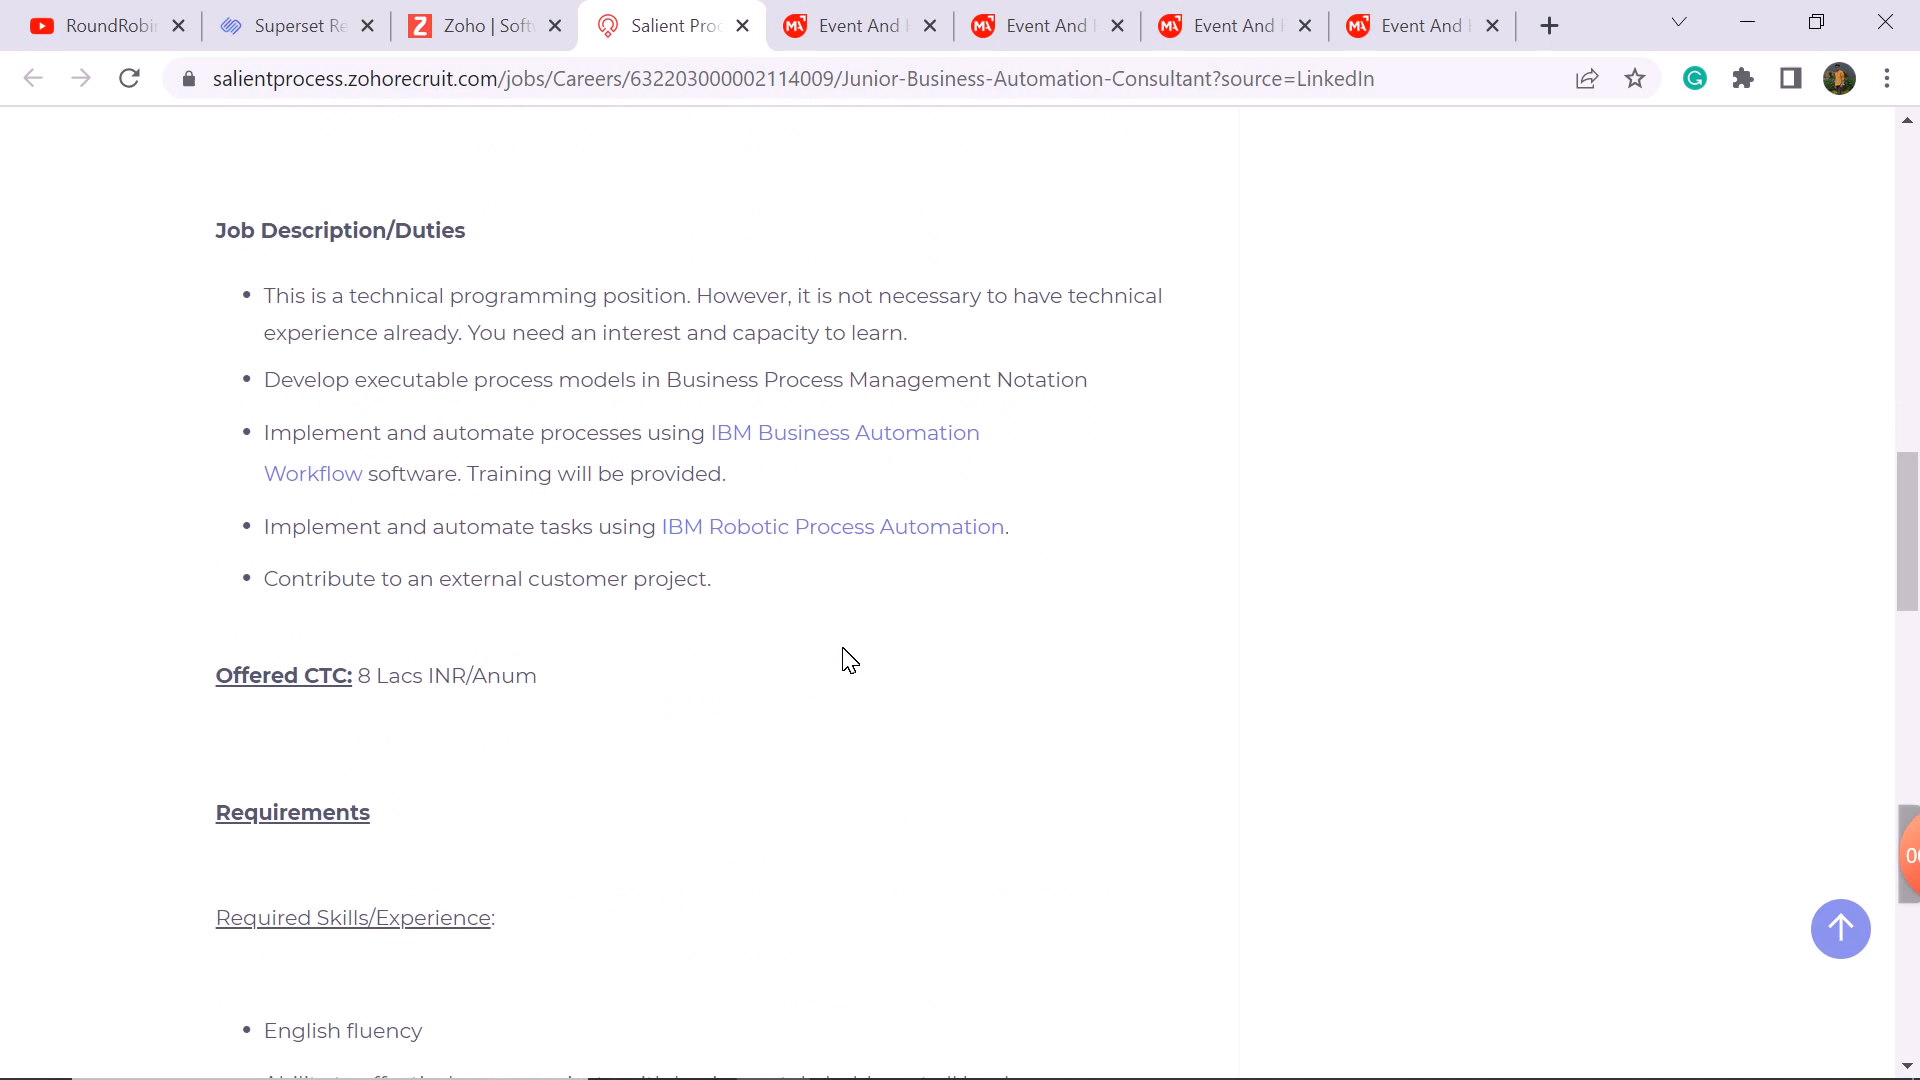 RoundRobi
Superset Re
Zoho | Soft
Salient Proc
Event And
Event And
Event And
Event And
salientprocess.zohorecruit.com/jobs/Careers/632203000002114009/Junior-Business-Automation-Consultant?source=LinkedIn
Job Description/Duties
• This is a technical programming position. However, it is not necessary to have technical
experience already. You need an interest and capacity to learn.
• Develop executable process models in Business Process Management Notation
• Implement and automate processes using IBM Business Automation
Workflow software. Training will be provided.
• Implement and automate tasks using IBM Robotic Process Automation.
• Contribute to an external customer project.
Offered CTC: 8 Lacs INR/Anum
Requirements
Required Skills/Experience:
• English fluency